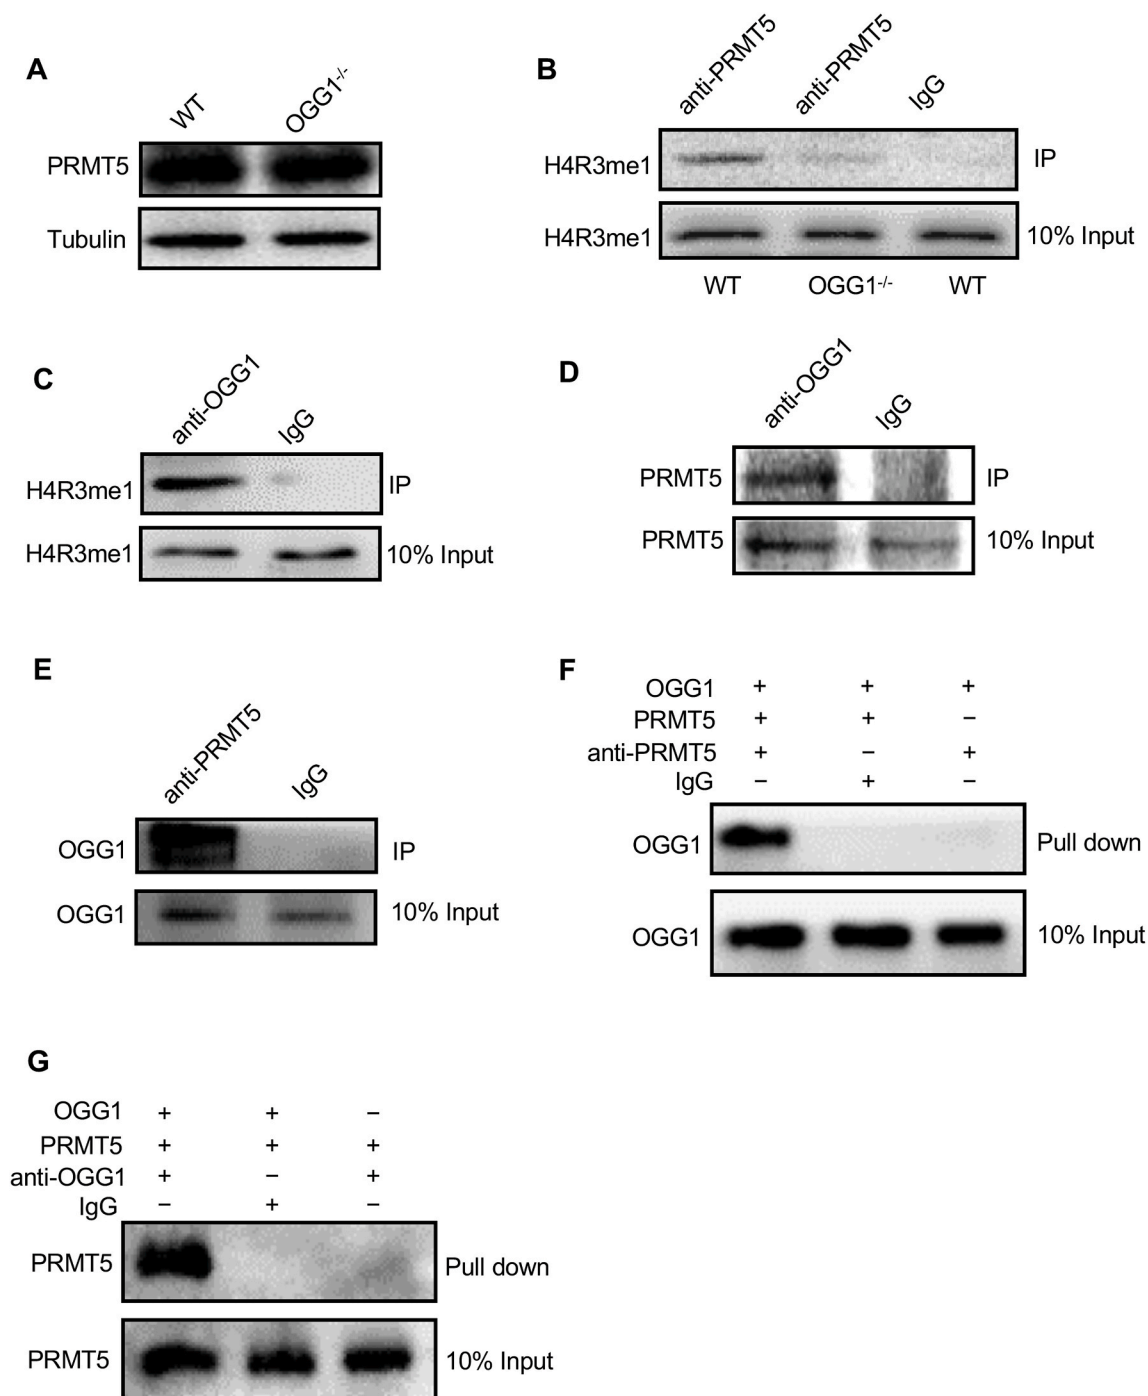 A
WT OGG1-/-
PRMT5
Tubulin
B
anti-PRMT5 anti-PRMT5 IgG
H4R3me1 IP
H4R3me1 10% Input
WT OGG1-/- WT
C
anti-OGG1 IgG
H4R3me1 IP
H4R3me1 10% Input
D
anti-OGG1 IgG
PRMT5 IP
PRMT5 10% Input
E
anti-PRMT5 IgG
OGG1 IP
OGG1 10% Input
F
OGG1 + + +
PRMT5 + + −
anti-PRMT5 + − +
IgG − + −
OGG1 Pull down
OGG1 10% Input
G
OGG1 + + −
PRMT5 + + +
anti-OGG1 + − +
IgG − + −
PRMT5 Pull down
PRMT5 10% Input